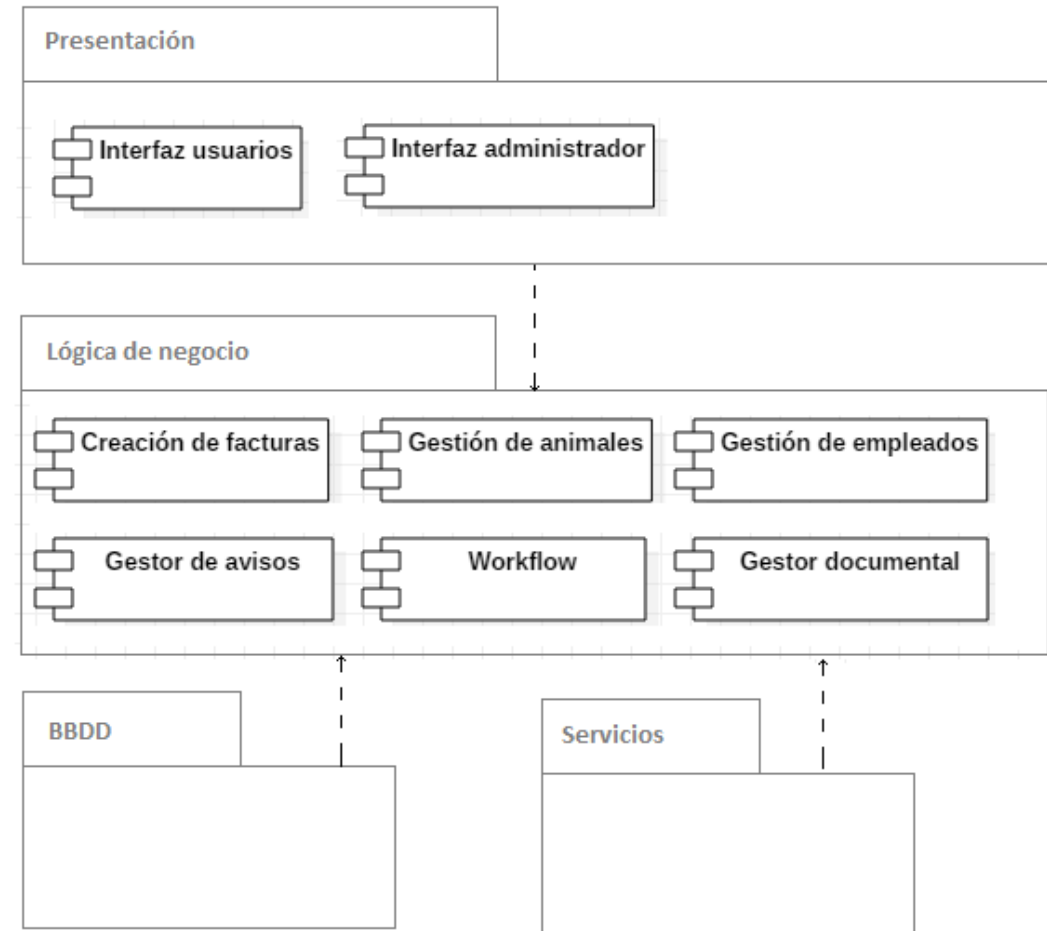 Presentación
Interfaz usuarios
Interfaz administrador
Lógica de negocio
Creación de facturas
Gestión de animales
Gestión de empleados
Gestor de avisos
Workflow
Gestor documental
BBDD
Servicios